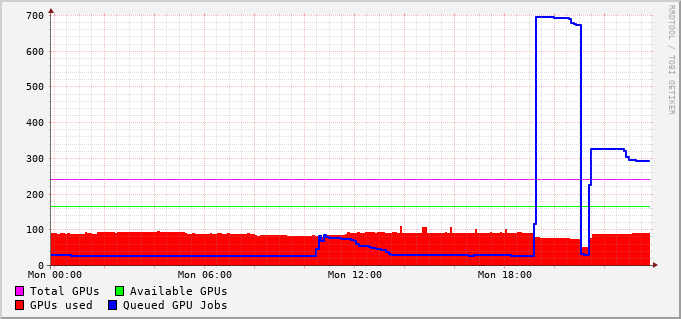 700
600
500
400
300
200
100
0
Mon 00:00 Mon 06:00 Mon 12:00 Mon 18:00
Total GPUs Available GPUs
GPUs used Queued GPU Jobs
RRDTOOL / TOBI OETIKER